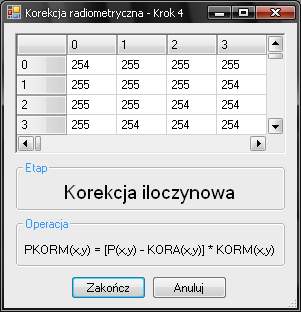 Korekcja radiometryczna - Krok 4
0 1 2 3
0 254 255 255 255
1 255 255 254 255
2 255 255 254 254
3 255 255 254 254
Etap
Korekcja iloczynowa
Operacja
PKORM(x,y) = [P(x,y) - KORA(x,y)] * KORM(x,y)
Zakończ Anuluj